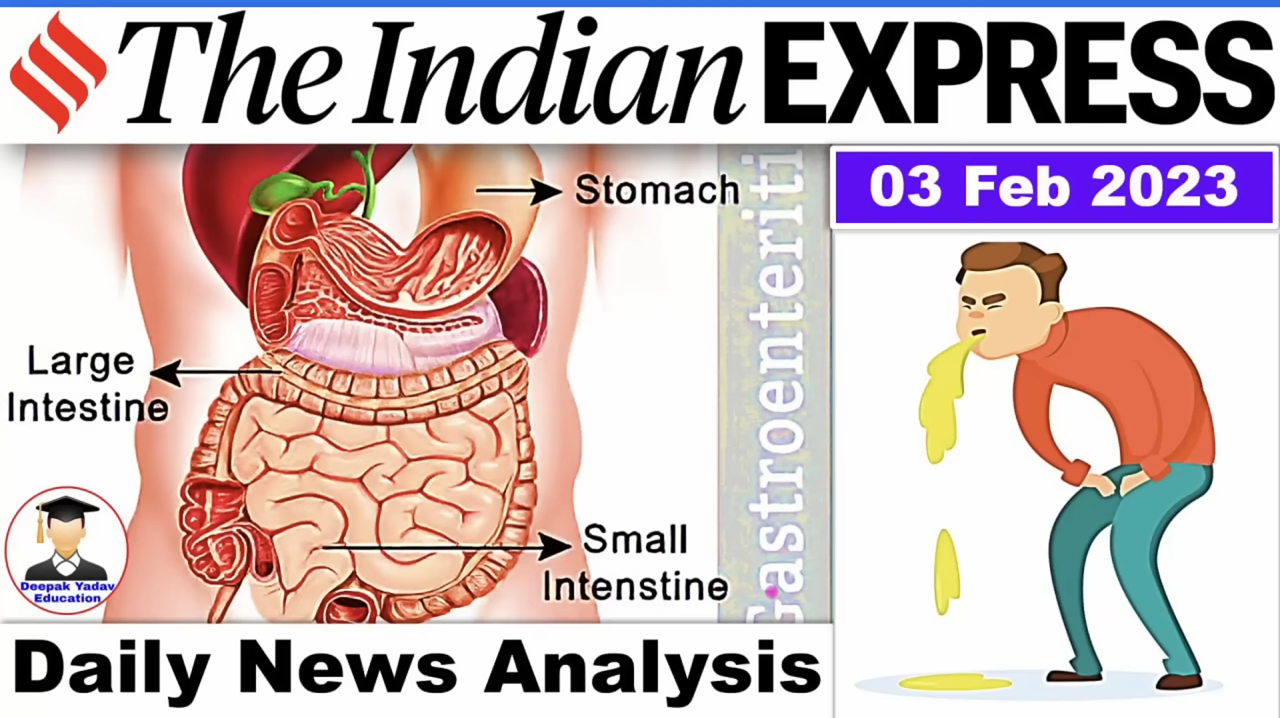 The Indian EXPRESS
03 Feb 2023
Stomach
Large
Intestine
Small
Intenstine
Gastroenteriti
Deepak Yadav
Education
Daily News Analysis